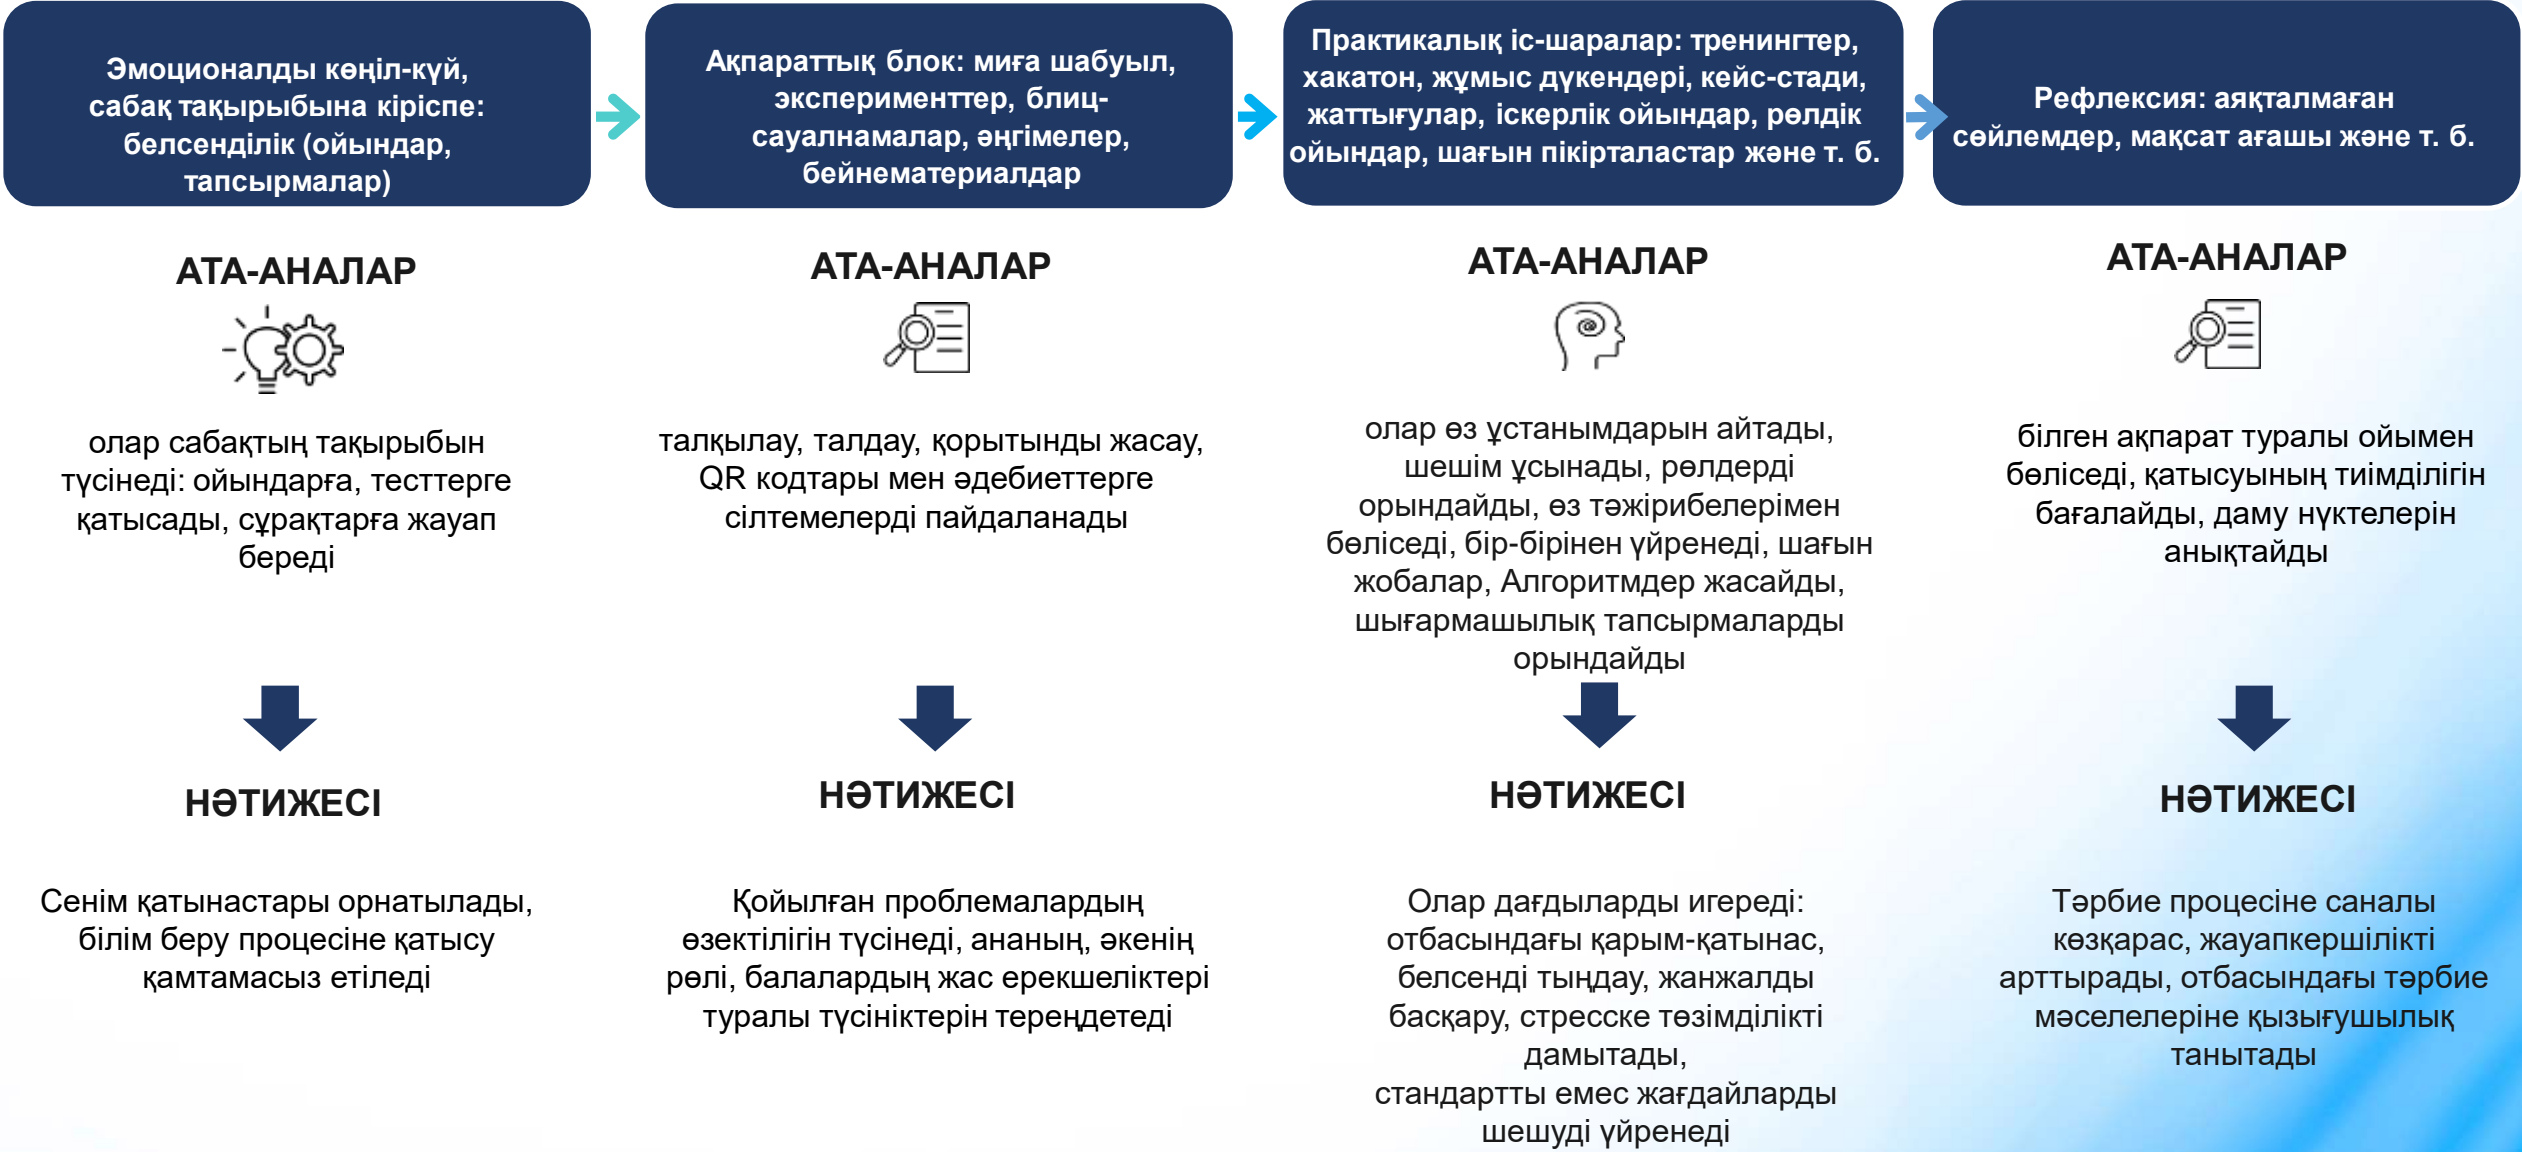 Эмоционалды көңіл-күй,
сабақ тақырыбына кіріспе:
белсенділік (ойындар,
тапсырмалар)
Ақпараттық блок: миға шабуыл,
эксперименттер, блиц-
сауалнамалар, әңгімелер,
бейнематериалдар
Практикалық іс-шаралар: тренингтер,
хакатон, жұмыс дүкендері, кейс-стади,
жаттығулар, іскерлік ойындар, рөлдік
ойындар, шағын пікірталастар және т. б.
Рефлексия: аяқталмаған
сөйлемдер, мақсат ағашы және т. б.
АТА-АНАЛАР
олар сабақтың тақырыбын
түсінеді: ойындарға, тесттерге
қатысады, сұрақтарға жауап
береді
НӘТИЖЕСІ
Сенім қатынастары орнатылады,
білім беру процесіне қатысу
қамтамасыз етіледі
АТА-АНАЛАР
талқылау, талдау, қорытынды жасау,
QR кодтары мен әдебиеттерге
сілтемелерді пайдаланады
НӘТИЖЕСІ
Қойылған проблемалардың
өзектілігін түсінеді, ананың, әкенің
рөлі, балалардың жас ерекшеліктері
туралы түсініктерін тереңдетеді
АТА-АНАЛАР
олар өз ұстанымдарын айтады,
шешім ұсынады, рөлдерді
орындайды, өз тәжірибелерімен
бөліседі, бір-бірінен үйренеді, шағын
жобалар, Алгоритмдер жасайды,
шығармашылық тапсырмаларды
орындайды
НӘТИЖЕСІ
Олар дағдыларды игереді:
отбасындағы қарым-қатынас,
белсенді тыңдау, жанжалды
басқару, стресске төзімділікті
дамытады,
стандартты емес жағдайларды
шешуді үйренеді
АТА-АНАЛАР
білген ақпарат туралы ойымен
бөліседі, қатысуының тиімділігін
бағалайды, даму нүктелерін
анықтайды
НӘТИЖЕСІ
Тәрбие процесіне саналы
көзқарас, жауапкершілікті
арттырады, отбасындағы тәрбие
мәселелеріне қызығушылық
танытады